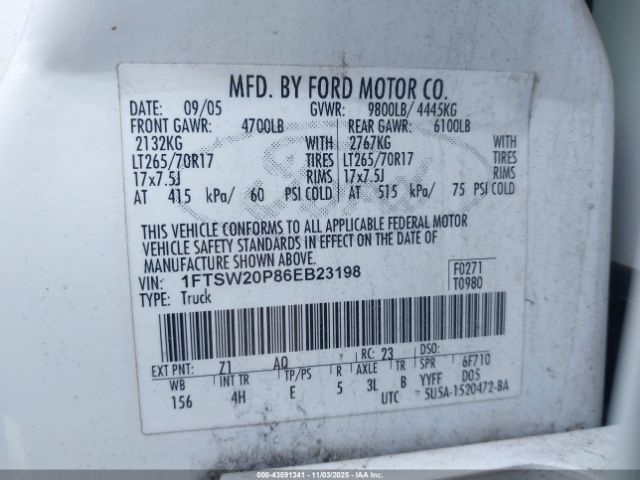 MFD. BY FORD MOTOR CO.
DATE: 09/05 GVWR: 9800LB/ 4445KG
FRONT GAWR: 4700LB REAR GAWR: 6100LB
2132KG WITH 2767KG WITH
LT265/70R17 TIRES LT265/70R17 TIRES
17x7.5J RIMS 17x7.5J RIMS
AT 415 kPa/ 60 PSI COLD AT 515 kPa/ 75 PSI COLD
THIS VEHICLE CONFORMS TO ALL APPLICABLE FEDERAL MOTOR
VEHICLE SAFETY STANDARDS IN EFFECT ON THE DATE OF
MANUFACTURE SHOWN ABOVE.
VIN: 1FTSW20P86EB23198 F0271
TYPE: Truck T0980
EXT PNT: Z1 AQ RC: 23 DSO:
WB INT TR TP/PS R AXLE TR SPR 6F710
156 4H E 5 3L B YYFF D05
UTC 5U5A-1520472-BA
000-43591341 - 11/03/2025 - IAAI.COM